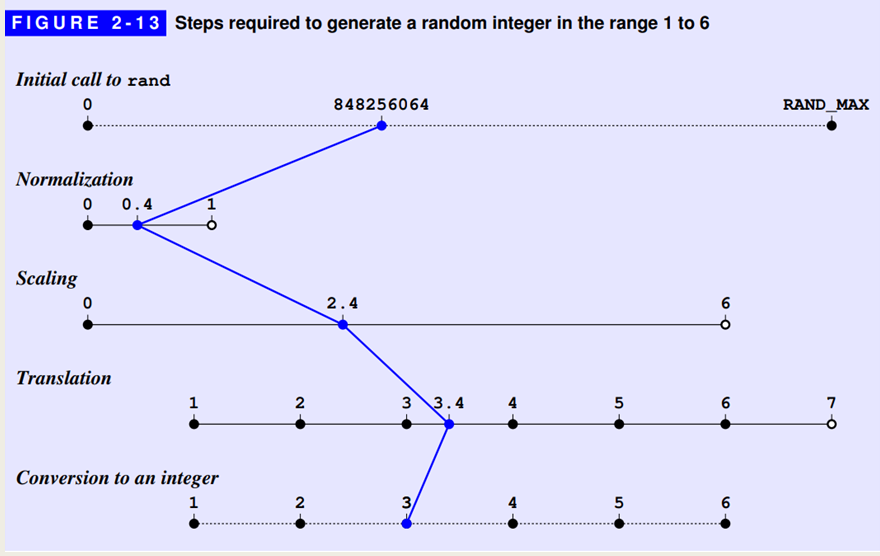 FIGURE 2-13 Steps required to generate a random integer in the range 1 to 6
Initial call to rand
0 848256064 RAND_MAX
Normalization
0 0.4 1
Scaling
0 2.4 6
Translation
1 2 3 3.4 4 5 6 7
Conversion to an integer
1 2 3 4 5 6